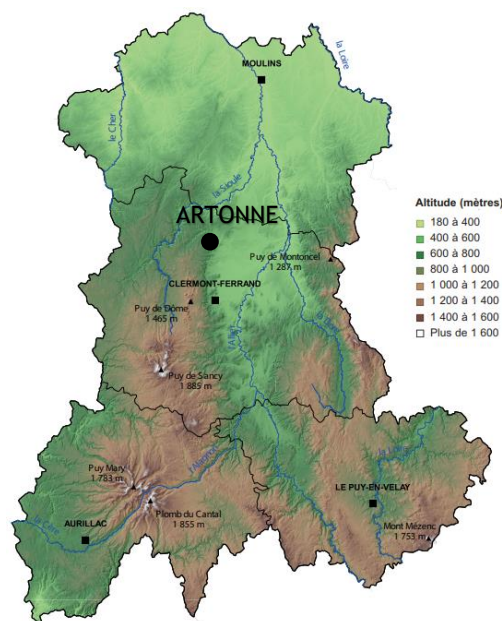 la Loire
MOULINS
le Cher
la Sioule
ARTONNE
Puy de Montoncel
1 287 m
CLERMONT-FERRAND
Puy de Dôme
1 465 m
l'Allier
Puy de Sancy
1 885 m
Altitude (mètres)
180 à 400
400 à 600
600 à 800
800 à 1 000
1 000 à 1 200
1 200 à 1 400
1 400 à 1 600
Plus de 1 600
Puy Mary
1 783 m
l'Alagnon
Plomb du Cantal
1 855 m
AURILLAC
LE PUY-EN-VELAY
Mont Mézenc
1 753 m